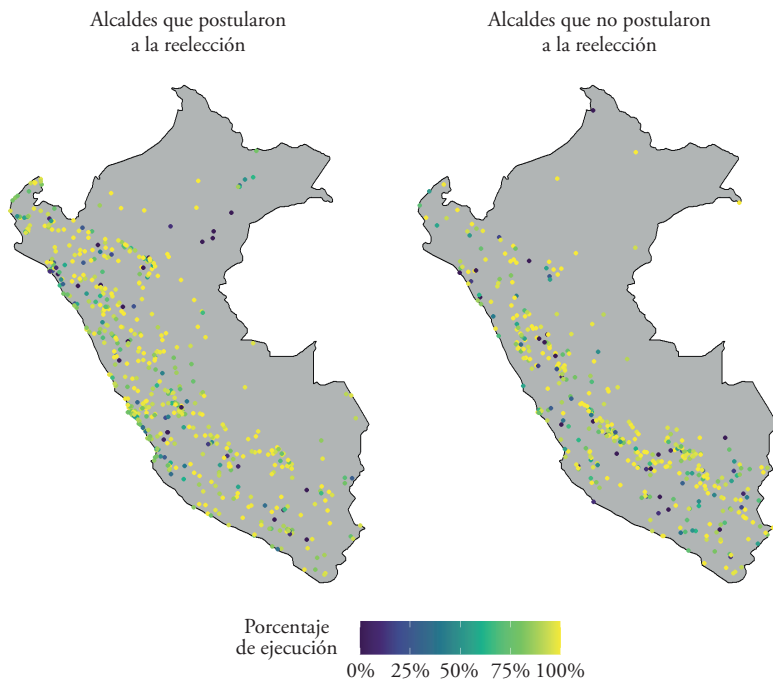 Alcaldes que postularon
a la reelección
Alcaldes que no postularon
a la reelección
Porcentaje
de ejecución
0% 25% 50% 75% 100%